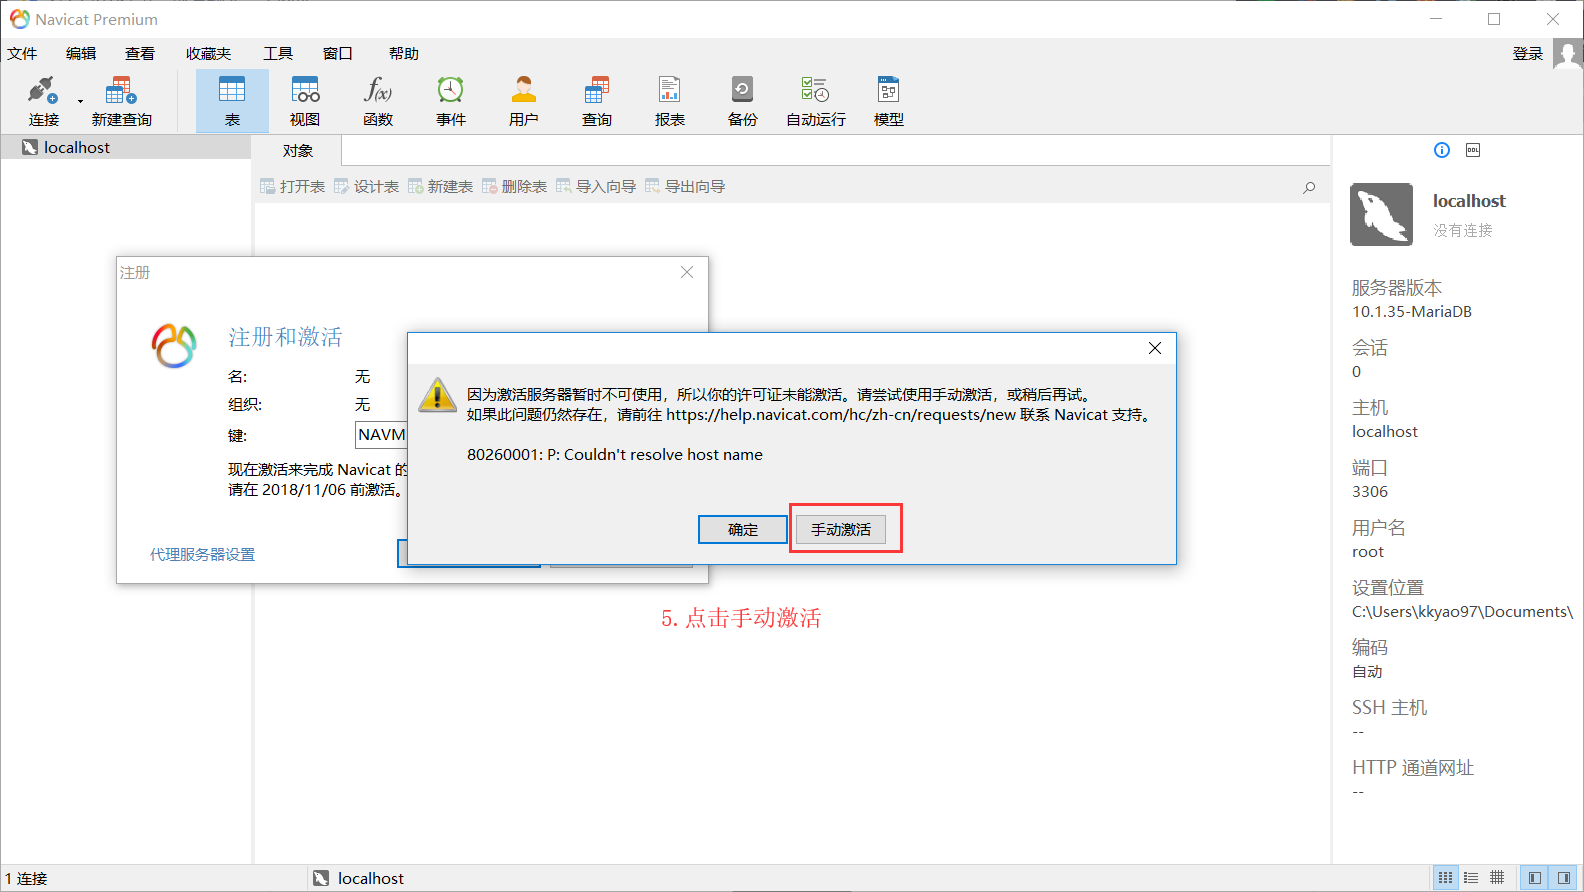 Navicat Premium
文件 编辑 查看 收藏夹 工具 窗口 帮助 登录
连接 新建查询 表 视图 函数 事件 用户 查询 报表 备份 自动运行 模型
localhost
对象
打开表 设计表 新建表 删除表 导入向导 导出向导
注册
注册和激活
名: 无
组织: 无
键: NAVM
现在激活来完成 Navicat 的
请在 2018/11/06 前激活。
代理服务器设置
因为激活服务器暂时不可使用，所以你的许可证未能激活。请尝试使用手动激活，或稍后再试。
如果此问题仍然存在，请前往 https://help.navicat.com/hc/zh-cn/requests/new 联系 Navicat 支持。
80260001: P: Couldn't resolve host name
确定 手动激活
5. 点击手动激活
DDL
localhost
没有连接
服务器版本
10.1.35-MariaDB
会话
0
主机
localhost
端口
3306
用户名
root
设置位置
C:\Users\kkyao97\Documents\
编码
自动
SSH 主机
--
HTTP 通道网址
--
1 连接 localhost